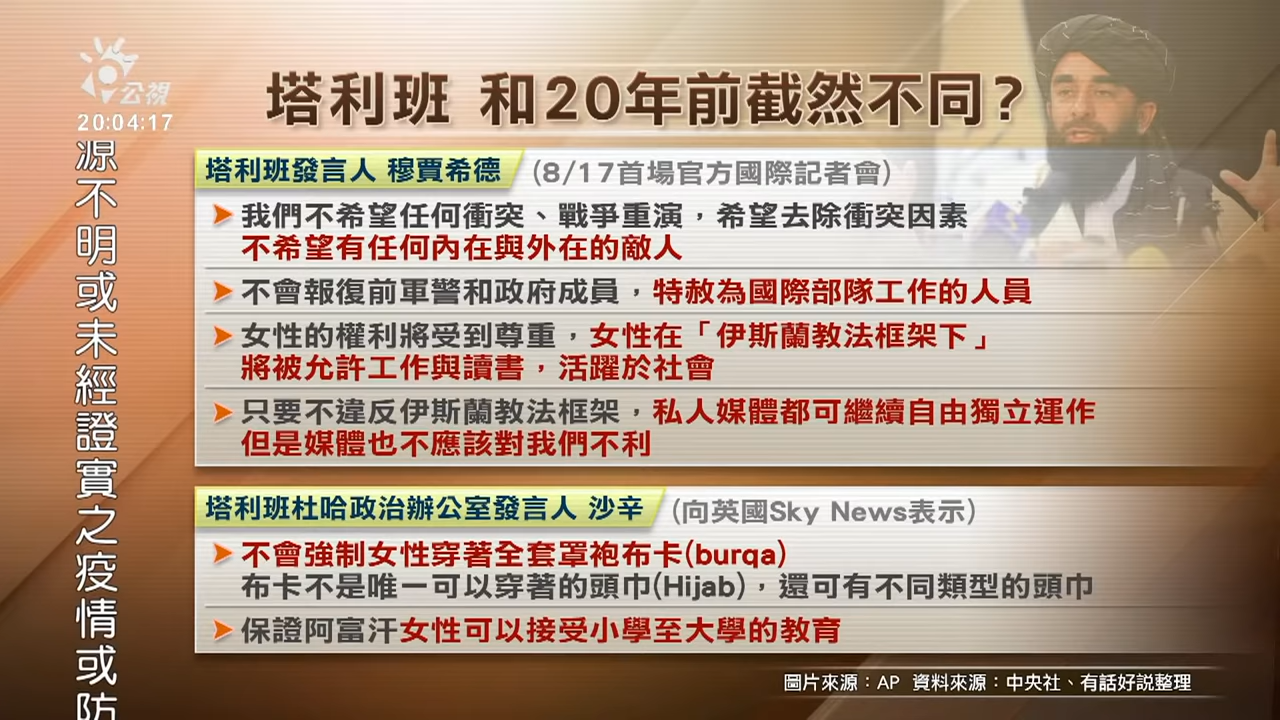 公視
20:04:17
塔利班 和20年前截然不同？
塔利班發言人 穆賈希德 (8/17首場官方國際記者會)
我們不希望任何衝突、戰爭重演，希望去除衝突因素
不希望有任何內在與外在的敵人
不會報復前軍警和政府成員，特赦為國際部隊工作的人員
女性的權利將受到尊重，女性在「伊斯蘭教法框架下」
將被允許工作與讀書，活躍於社會
只要不違反伊斯蘭教法框架，私人媒體都可繼續自由獨立運作
但是媒體也不應該對我們不利
塔利班杜哈政治辦公室發言人 沙辛 (向英國Sky News表示)
不會強制女性穿著全套罩袍布卡(burqa)
布卡不是唯一可以穿著的頭巾(Hijab)，還可有不同類型的頭巾
保證阿富汗女性可以接受小學至大學的教育
圖片來源：AP 資料來源：中央社、有話好説整理
源不明或未經證實之疫情或防